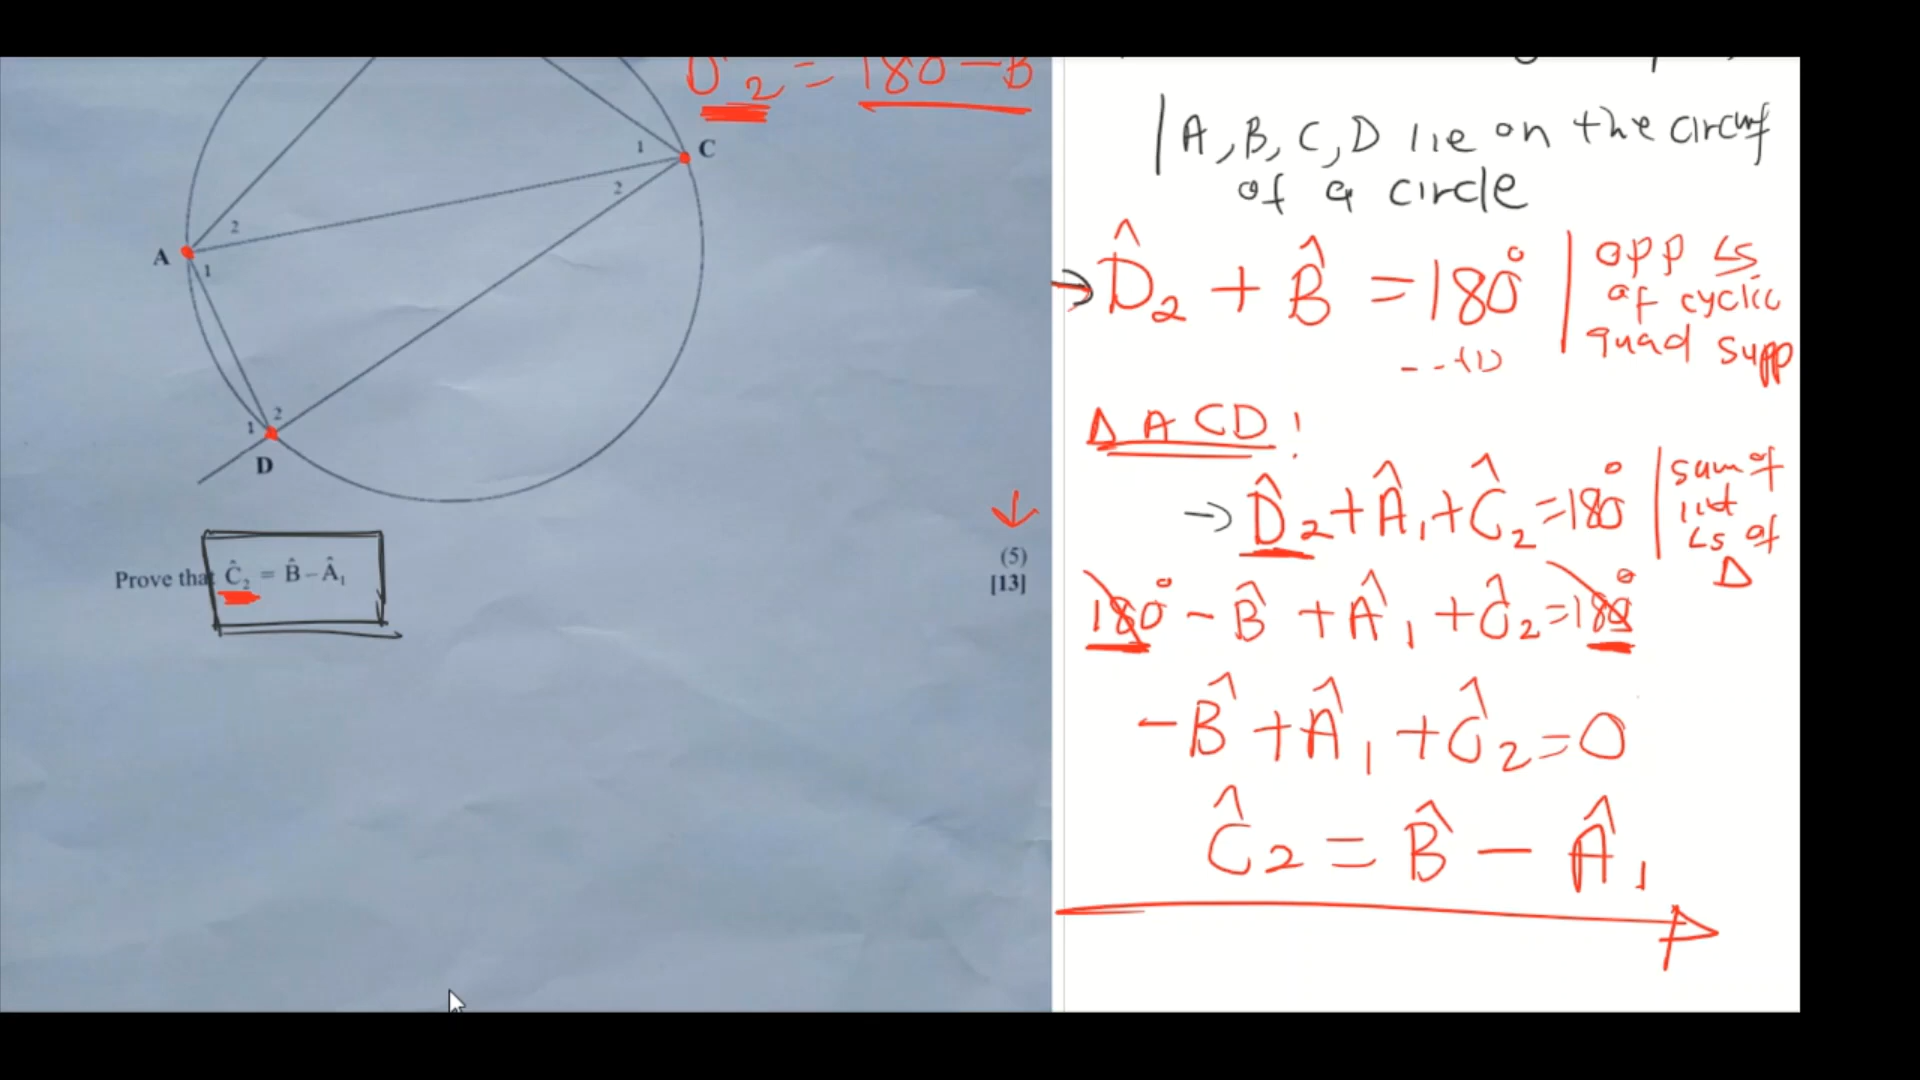 D̂₂ = 180 – B
1 C
2
2
A
1
2
1
D
Prove that Ĉ₂ = B̂ – Â₁
(5)
[13]
A, B, C, D lie on the circumf
of a circle
→ D̂₂ + B̂ = 180°
--- (1)
opp ∠s
of cyclic
quad supp
Δ ACD:
→ D̂₂ + Â₁ + Ĉ₂ = 180°
sum of
int
∠s of
Δ
180° – B̂ + Â₁ + Ĉ₂ = 180°
–B̂ + Â₁ + Ĉ₂ = 0
Ĉ₂ = B̂ – Â₁